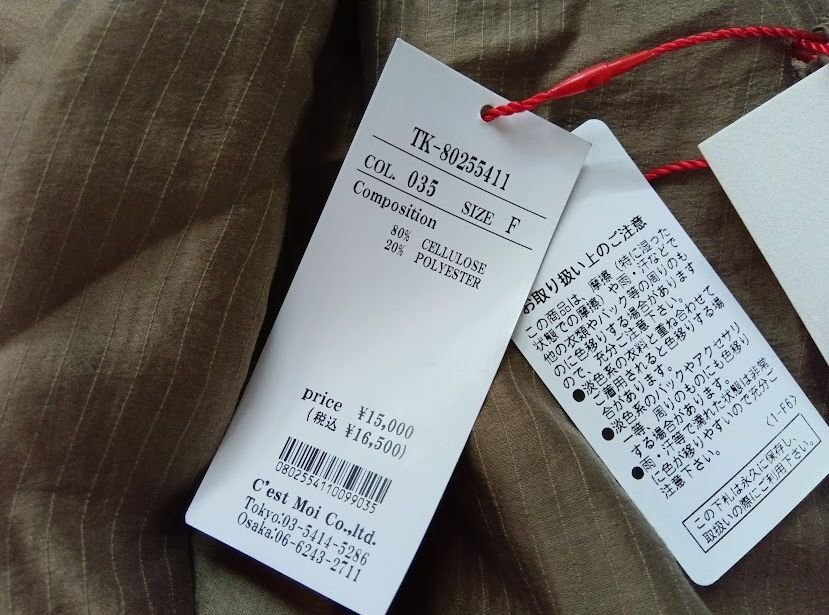 TK-80255411
COL. 035 SIZE F
Composition
80% CELLULOSE
20% POLYESTER
price ¥15,000
(税込 ¥16,500)
0802554110099035
C'est Moi Co.,ltd.
Tokyo:03-5414-5286
Osaka:06-6243-2711
お取り扱い上のご注意
この商品は、摩擦（特に湿った
状態での摩擦）や雨・汗などで
他の衣類やバック等の周りのも
のに色移りする場合があります
ので、充分ご注意下さい。
●淡色系の衣料と重ね合わせて
ご着用されると色移りする場
合があります。
●淡色系のバックやアクセサリ
ー等、周りのものにも色移り
する場合があります。
●雨・汗等で濡れた状態は非常
に色が移りやすいので充分ご
注意下さい。
〈I-F6〉
この下札は永久に保存し、
取扱いの際にご利用下さい。